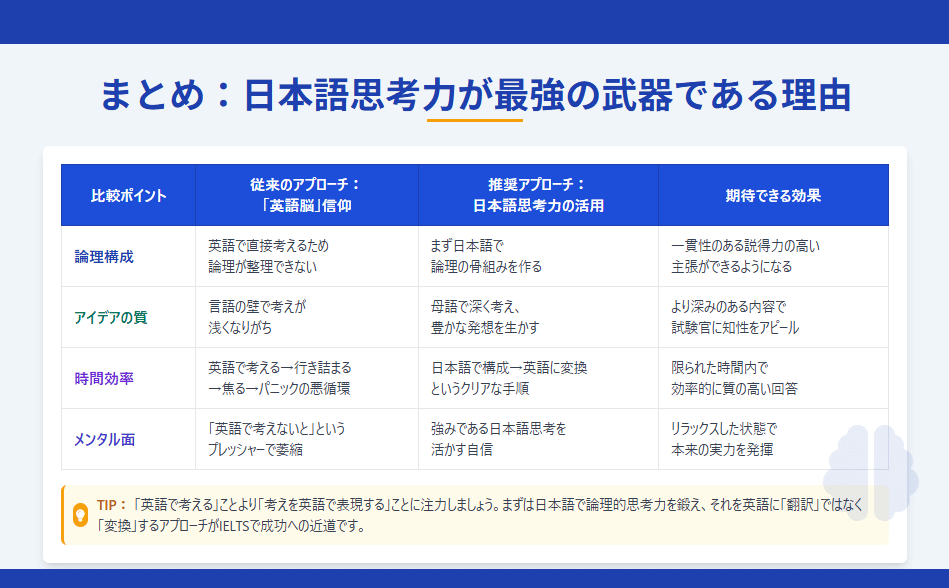 まとめ：日本語思考力が最強の武器である理由
比較ポイント
従来のアプローチ：
「英語脳」信仰
推奨アプローチ：
日本語思考力の活用
期待できる効果
論理構成
英語で直接考えるため
論理が整理できない
まず日本語で
論理の骨組みを作る
一貫性のある説得力の高い
主張ができるようになる
アイデアの質
言語の壁で考えが
浅くなりがち
母語で深く考え、
豊かな発想を生かす
より深みのある内容で
試験官に知性をアピール
時間効率
英語で考える→行き詰まる
→焦る→パニックの悪循環
日本語で構成→英語に変換
というクリアな手順
限られた時間内で
効率的に質の高い回答
メンタル面
「英語で考えないと」という
プレッシャーで萎縮
強みである日本語思考を
活かす自信
リラックスした状態で
本来の実力を発揮
TIP： 「英語で考える」ことより「考えを英語で表現する」ことに注力しましょう。まずは日本語で論理的思考力を鍛え、それを英語に「翻訳」ではなく
「変換」するアプローチがIELTSで成功への近道です。